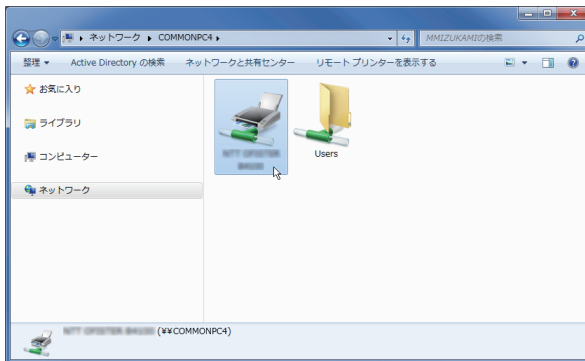 ネットワーク ▸ COMMONPC4 ▸
MMIZUKAMIの検索
整理 ▼ Active Directory の検索 ネットワークと共有センター リモート プリンターを表示する
お気に入り
ライブラリ
コンピューター
ネットワーク
Users
(¥¥COMMONPC4)